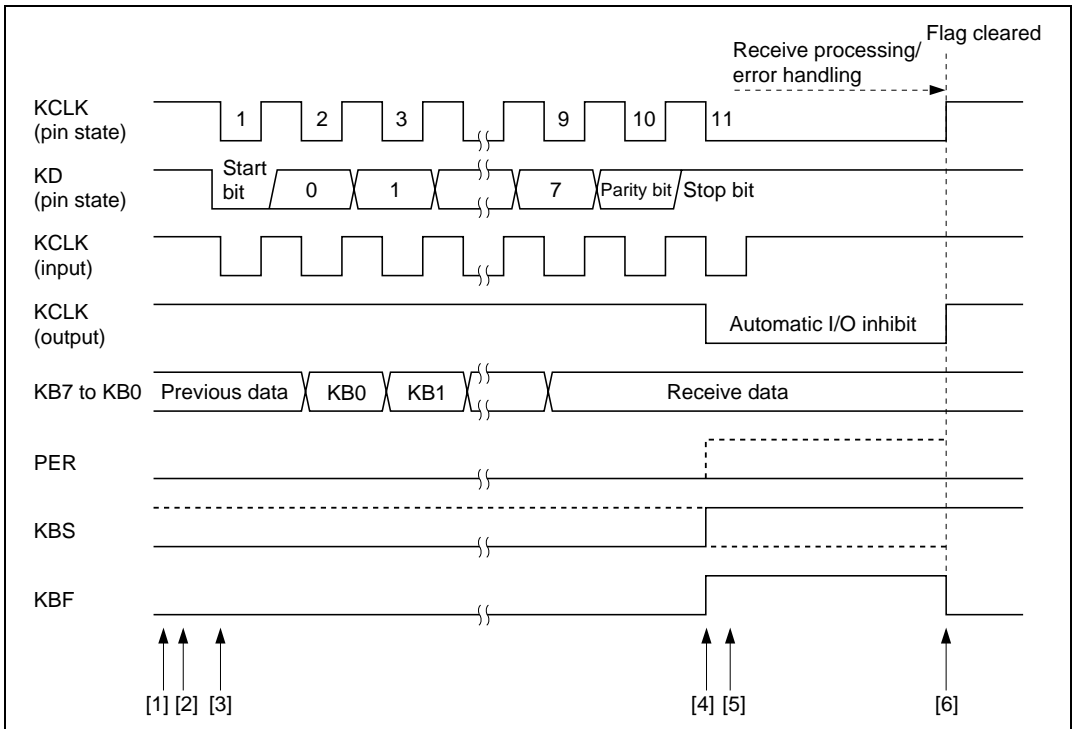 Flag cleared
Receive processing/
error handling
KCLK
(pin state)
1 2 3 9 10 11
KD
(pin state)
Start
bit
0 1 7 Parity bit Stop bit
KCLK
(input)
KCLK
(output)
Automatic I/O inhibit
KB7 to KB0 Previous data KB0 KB1 Receive data
PER
KBS
KBF
[1] [2] [3] [4] [5] [6]